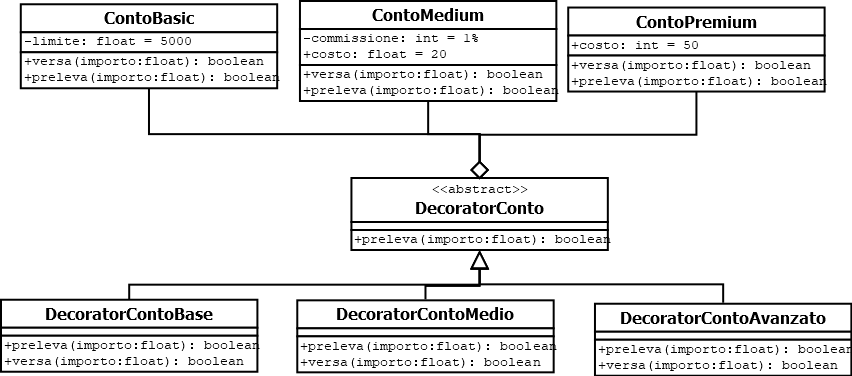 ContoBasic
-limite: float = 5000
+versa(importo:float): boolean
+preleva(importo:float): boolean
ContoMedium
-commissione: int = 1%
+costo: float = 20
+versa(importo:float): boolean
+preleva(importo:float): boolean
ContoPremium
+costo: int = 50
+versa(importo:float): boolean
+preleva(importo:float): boolean
<<abstract>>
DecoratorConto
+preleva(importo:float): boolean
DecoratorContoBase
+preleva(importo:float): boolean
+versa(importo:float): boolean
DecoratorContoMedio
+preleva(importo:float): boolean
+versa(importo:float): boolean
DecoratorContoAvanzato
+preleva(importo:float): boolean
+versa(importo:float): boolean